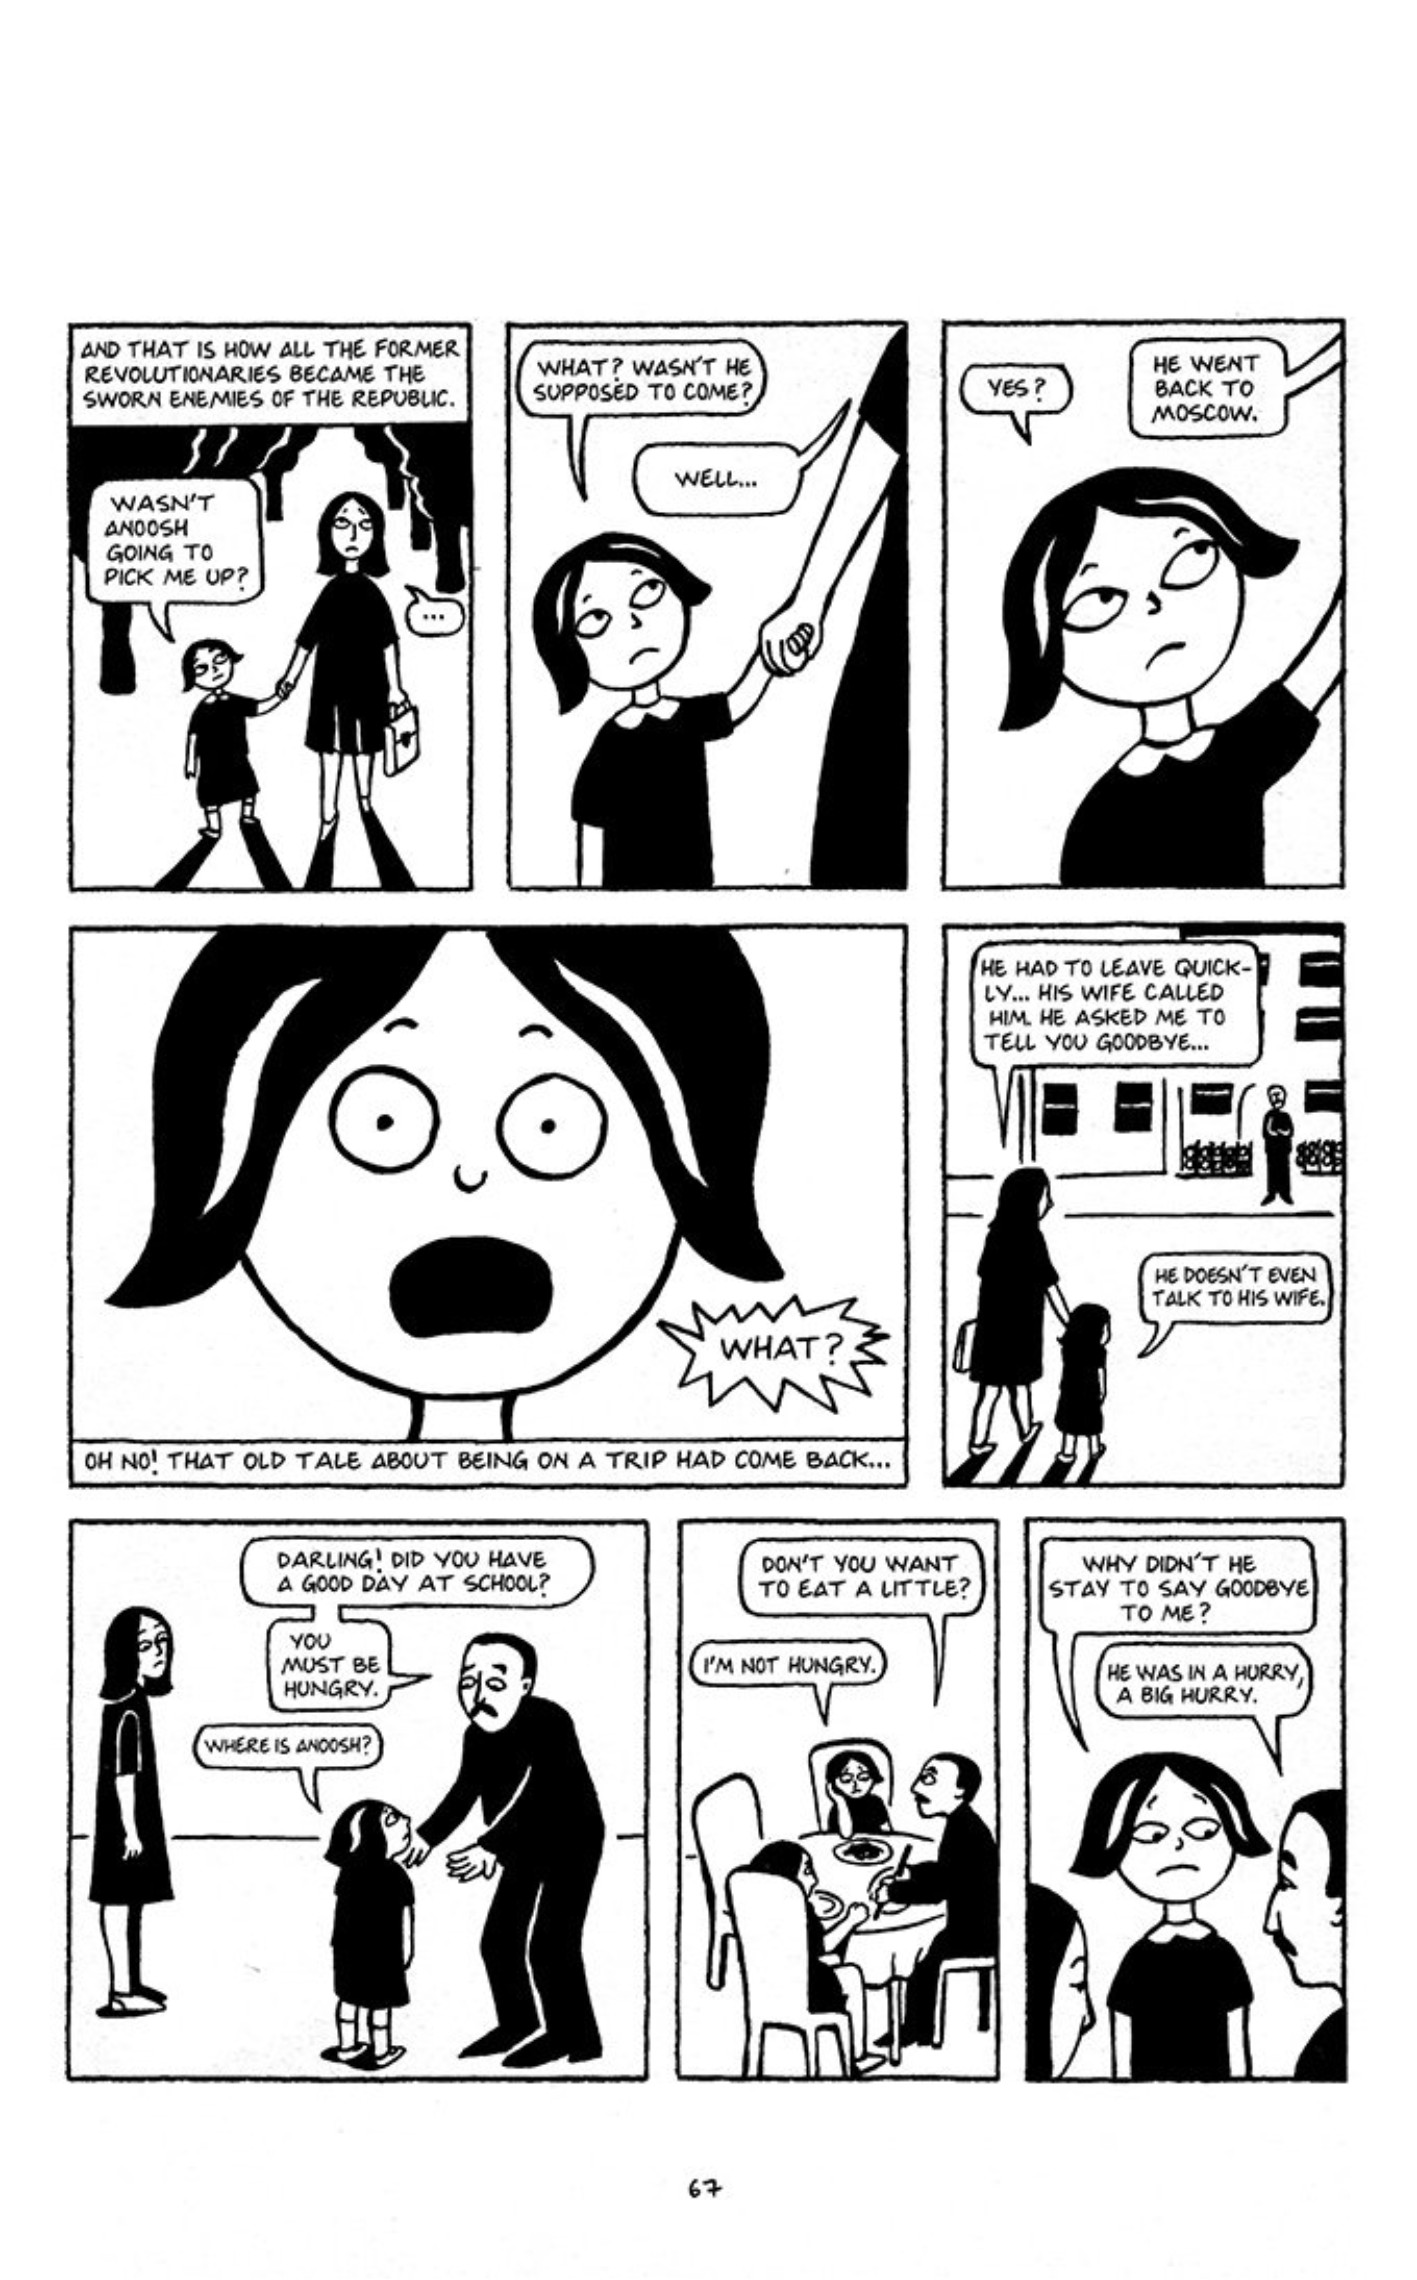 AND THAT IS HOW ALL THE FORMER
REVOLUTIONARIES BECAME THE
SWORN ENEMIES OF THE REPUBLIC.
WASN'T
ANOOSH
GOING TO
PICK ME UP?
...
WHAT? WASN'T HE
SUPPOSED TO COME?
WELL...
YES?
HE WENT
BACK TO
MOSCOW.
WHAT?
OH NO! THAT OLD TALE ABOUT BEING ON A TRIP HAD COME BACK...
HE HAD TO LEAVE QUICK-
LY... HIS WIFE CALLED
HIM. HE ASKED ME TO
TELL YOU GOODBYE...
HE DOESN'T EVEN
TALK TO HIS WIFE.
DARLING! DID YOU HAVE
A GOOD DAY AT SCHOOL?
YOU
MUST BE
HUNGRY.
WHERE IS ANOOSH?
DON'T YOU WANT
TO EAT A LITTLE?
I'M NOT HUNGRY.
WHY DIDN'T HE
STAY TO SAY GOODBYE
TO ME?
HE WAS IN A HURRY,
A BIG HURRY.
67